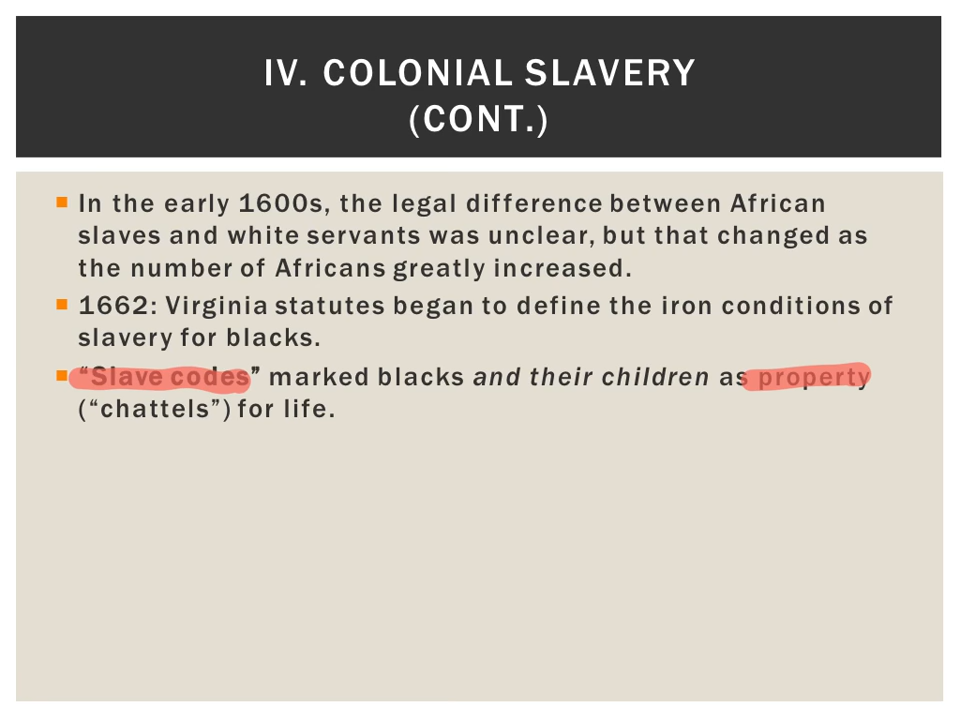 IV. COLONIAL SLAVERY
(CONT.)
In the early 1600s, the legal difference between African
slaves and white servants was unclear, but that changed as
the number of Africans greatly increased.
1662: Virginia statutes began to define the iron conditions of
slavery for blacks.
“Slave codes” marked blacks and their children as property
(“chattels”) for life.